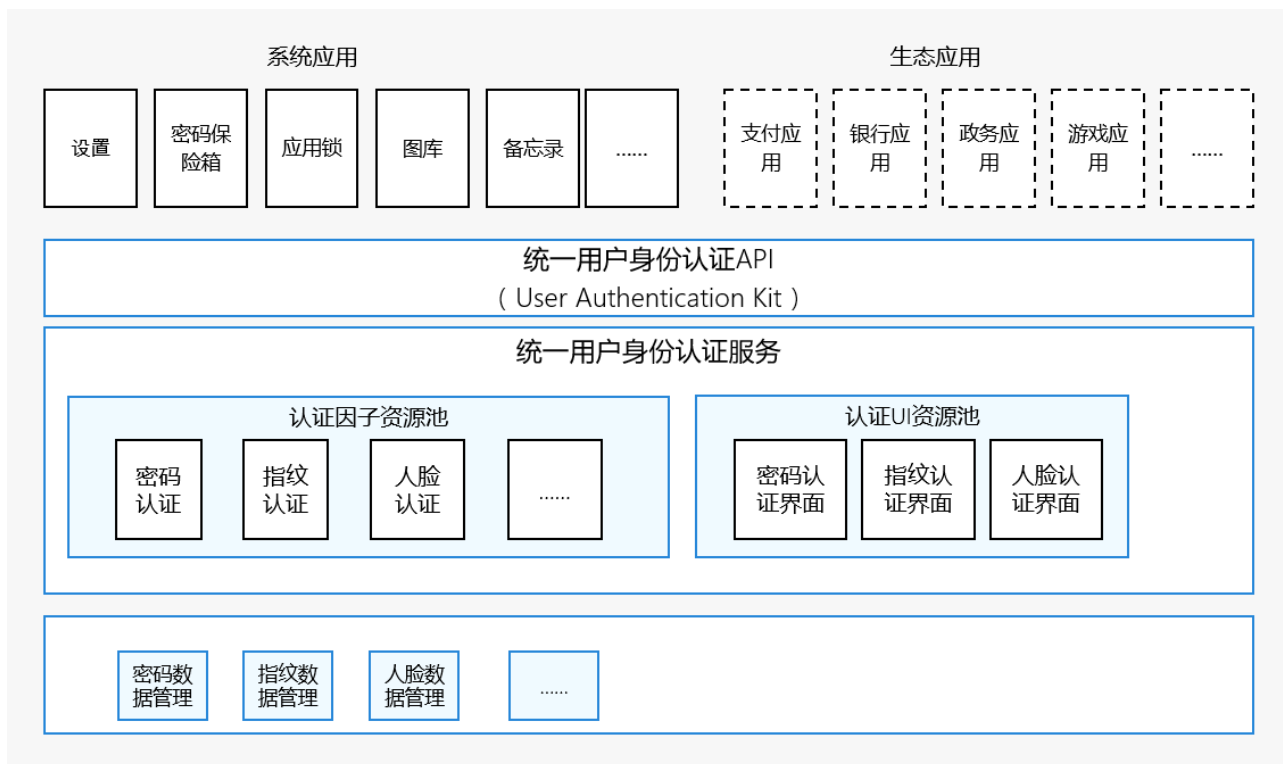 系统应用
生态应用
设置
密码保
险箱
应用锁
图库
备忘录
......
支付应
用
银行应
用
政务应
用
游戏应
用
......
统一用户身份认证API
( User Authentication Kit )
统一用户身份认证服务
认证因子资源池
密码
认证
指纹
认证
人脸
认证
......
认证UI资源池
密码认
证界面
指纹认
证界面
人脸认
证界面
密码数
据管理
指纹数
据管理
人脸数
据管理
......